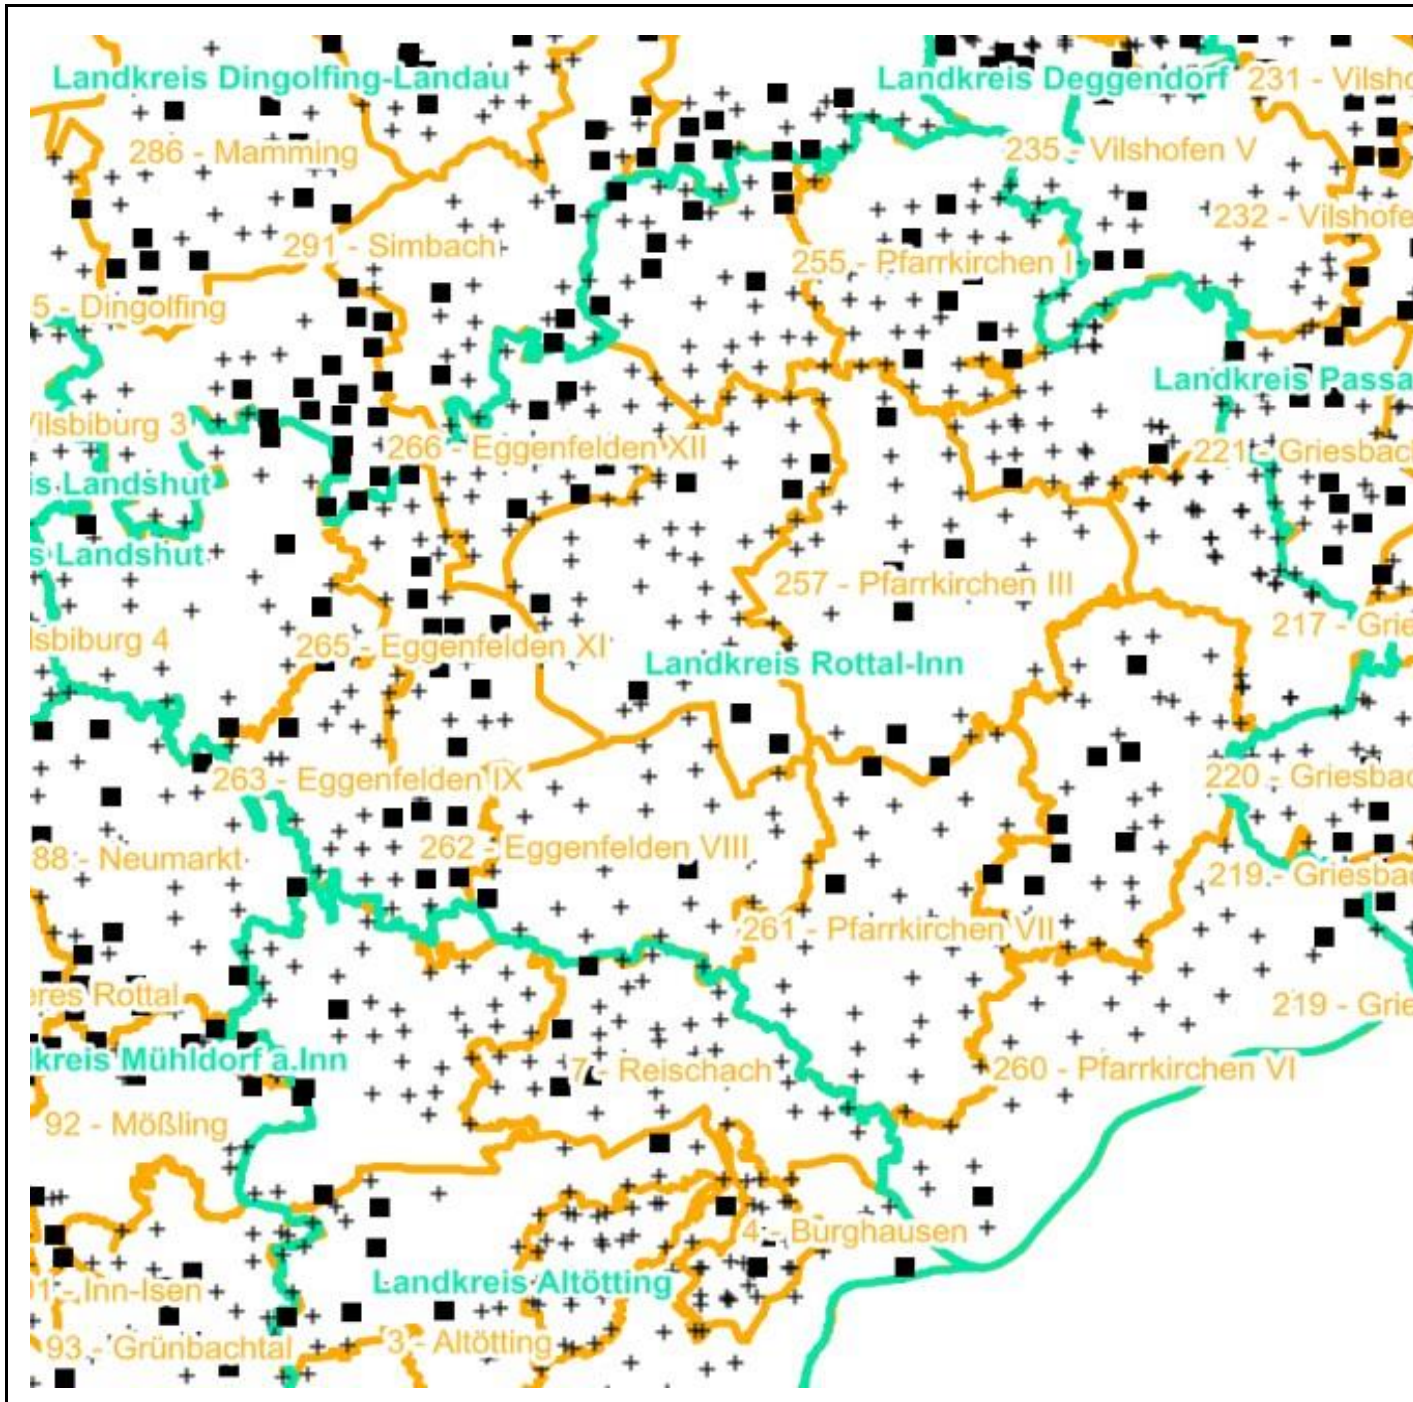 Landkreis Dingolfing-Landau
Landkreis Deggendorf
231 - Vilsho
286 - Mamming
235 - Vilshofen V
232 - Vilshofe
291 - Simbach
255 - Pfarrkirchen I
5 - Dingolfing
Landkreis Passa
ilsbiburg 3
266 - Eggenfelden XII
221 - Griesbach
is Landshut
s Landshut
257 - Pfarrkirchen III
217 - Grie
lsbiburg 4
265 - Eggenfelden XI
Landkreis Rottal-Inn
263 - Eggenfelden IX
220 - Griesbac
88 - Neumarkt
262 - Eggenfelden VIII
219 - Griesbac
261 - Pfarrkirchen VII
eres Rottal
219 - Grie
dkreis Mühldorf a.Inn
7 - Reischach
260 - Pfarrkirchen VI
92 - Mößling
4 - Burghausen
1 - Inn-Isen
Landkreis Altötting
93 - Grünbachtal
3 - Altötting